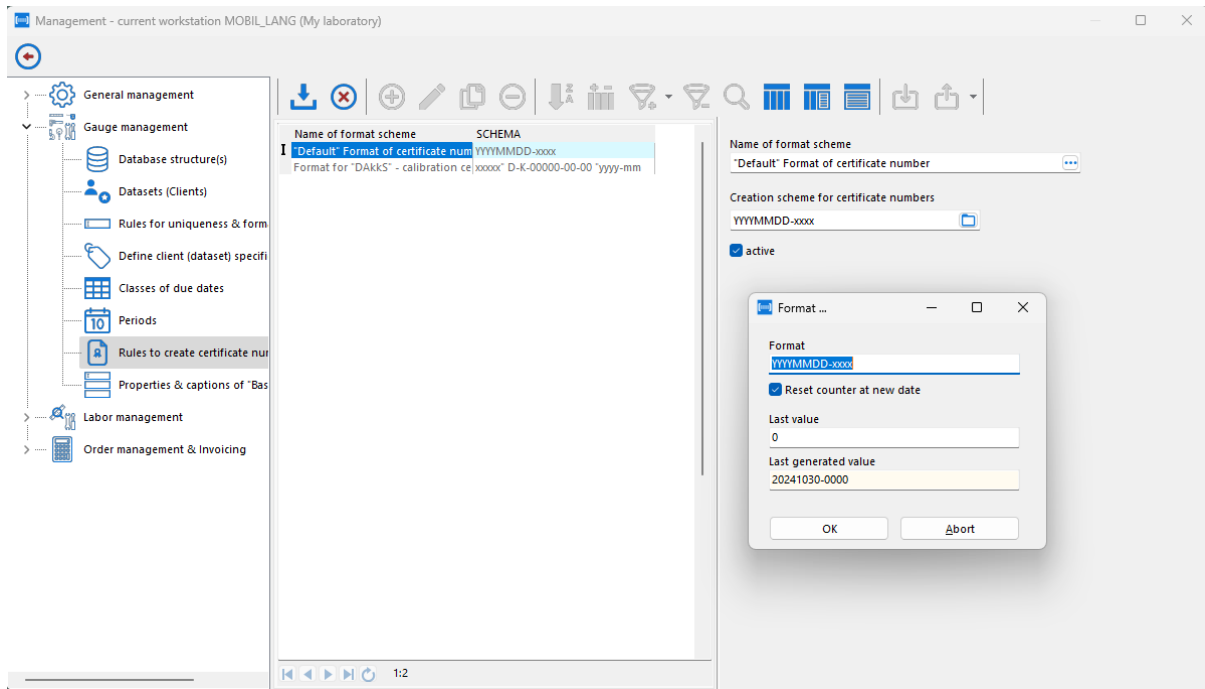 Management - current workstation MOBIL_LANG (My laboratory)
General management
Gauge management
Database structure(s)
Datasets (Clients)
Rules for uniqueness & form
Define client (dataset) specifi
Classes of due dates
10 Periods
Rules to create certificate nur
Properties & captions of "Bas
Labor management
Order management & Invoicing
Name of format scheme SCHEMA
"Default" Format of certificate num YYYYMMDD-xxxx
Format for "DAkkS" - calibration ce xxxxx" D-K-00000-00-00 "yyyy-mm
1:2
Name of format scheme
"Default" Format of certificate number
Creation scheme for certificate numbers
YYYYMMDD-xxxx
active
Format ...
Format
YYYYMMDD-xxxx
Reset counter at new date
Last value
0
Last generated value
20241030-0000
OK Abort